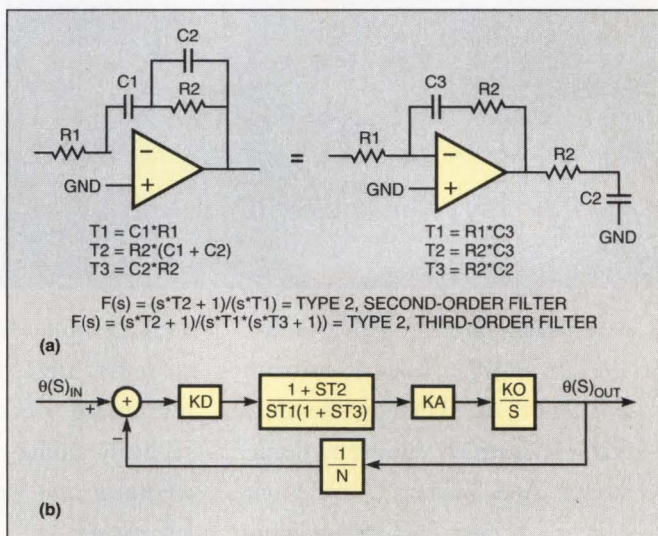 C2
C1
R2
R1
−
+
GND
T1 = C1*R1
T2 = R2*(C1 + C2)
T3 = C2*R2
=
C3
R2
R1
−
+
GND
R2
C2
GND
T1 = R1*C3
T2 = R2*C3
T3 = R2*C2
F(s) = (s*T2 + 1)/(s*T1) = TYPE 2, SECOND-ORDER FILTER
F(s) = (s*T2 + 1)/(s*T1*(s*T3 + 1)) = TYPE 2, THIRD-ORDER FILTER
(a)
θ(S)IN
+
+
−
KD
1 + ST2
ST1(1 + ST3)
KA
KO
S
θ(S)OUT
1
N
(b)